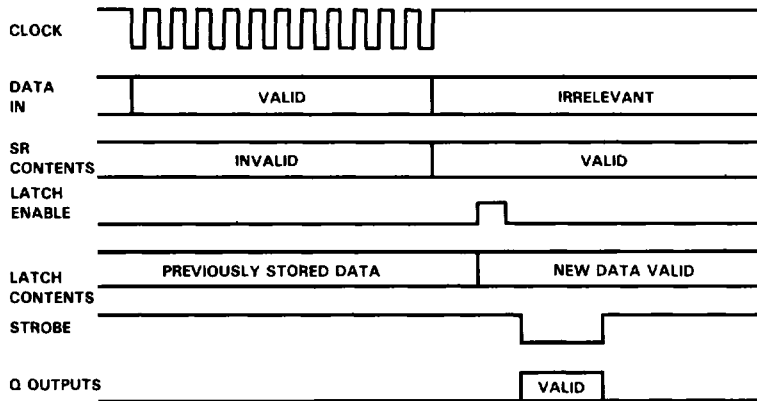 CLOCK
DATA
IN
VALID
IRRELEVANT
SR
CONTENTS
INVALID
VALID
LATCH
ENABLE
LATCH
CONTENTS
PREVIOUSLY STORED DATA
NEW DATA VALID
STROBE
Q OUTPUTS
VALID